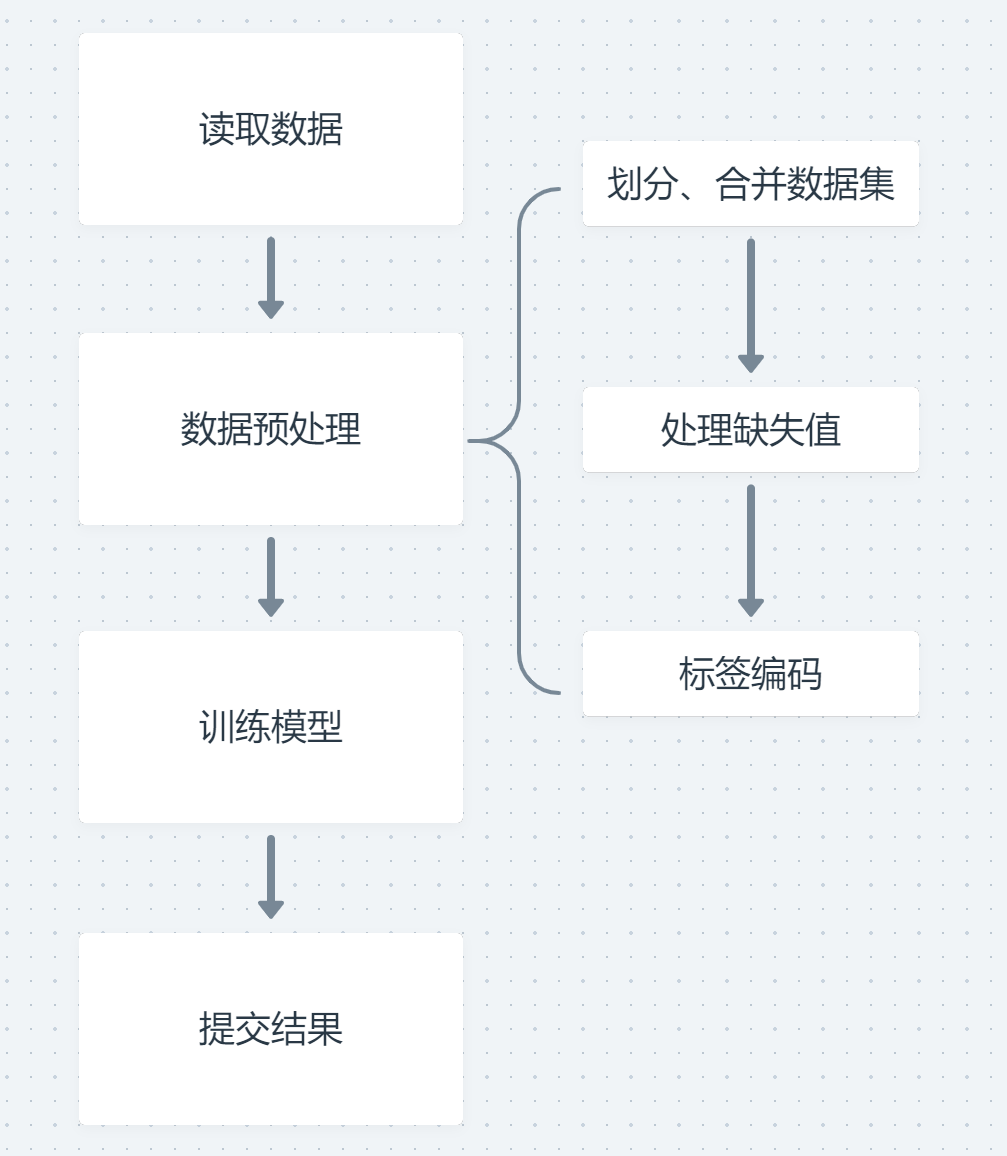 读取数据
数据预处理
训练模型
提交结果
划分、合并数据集
处理缺失值
标签编码